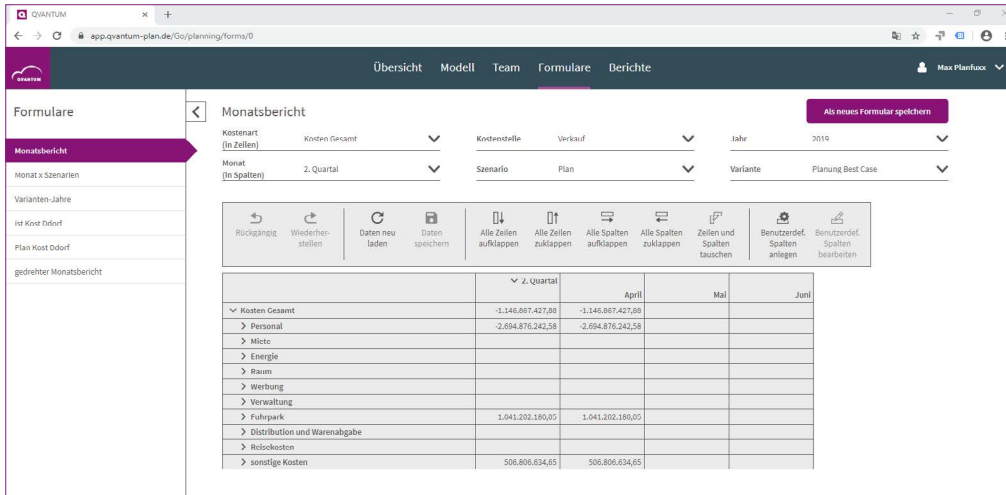 QVANTUM
app.qvantum-plan.de/Go/planning/forms/0
QVANTUM
Übersicht Modell Team Formulare Berichte
Max Planfuxx
Formulare
Monatsbericht
Monat x Szenarien
Varianten-Jahre
Ist Kost Ddorf
Plan Kost Ddorf
gedrehter Monatsbericht
Monatsbericht
Als neues Formular speichern
Kostenart (in Zeilen) Kosten Gesamt Kostenstelle Verkauf Jahr 2019
Monat (in Spalten) 2. Quartal Szenario Plan Variante Planung Best Case
Rückgängig
Wiederher-
stellen
Daten neu
laden
Daten
speichern
Alle Zeilen
aufklappen
Alle Zeilen
zuklappen
Alle Spalten
aufklappen
Alle Spalten
zuklappen
Zeilen und
Spalten
tauschen
Benutzerdef.
Spalten
anlegen
Benutzerdef.
Spalten
bearbeiten
2. Quartal
April Mai Juni
Kosten Gesamt -1.146.867.427,88 -1.146.867.427,88
Personal -2.694.876.242,58 -2.694.876.242,58
Miete
Energie
Raum
Werbung
Verwaltung
Fuhrpark 1.041.202.180,05 1.041.202.180,05
Distribution und Warenabgabe
Reisekosten
sonstige Kosten 506.806.634,65 506.806.634,65